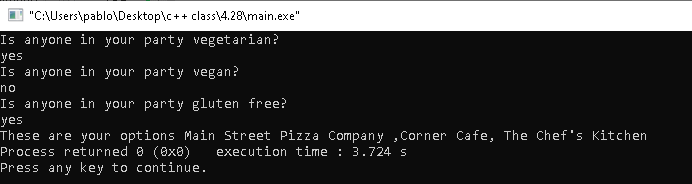 "C:\Users\pablo\Desktop\c++ class\4.28\main.exe"
Is anyone in your party vegetarian?
yes
Is anyone in your party vegan?
no
Is anyone in your party gluten free?
yes
These are your options Main Street Pizza Company ,Corner Cafe, The Chef's Kitchen
Process returned 0 (0x0)   execution time : 3.724 s
Press any key to continue.